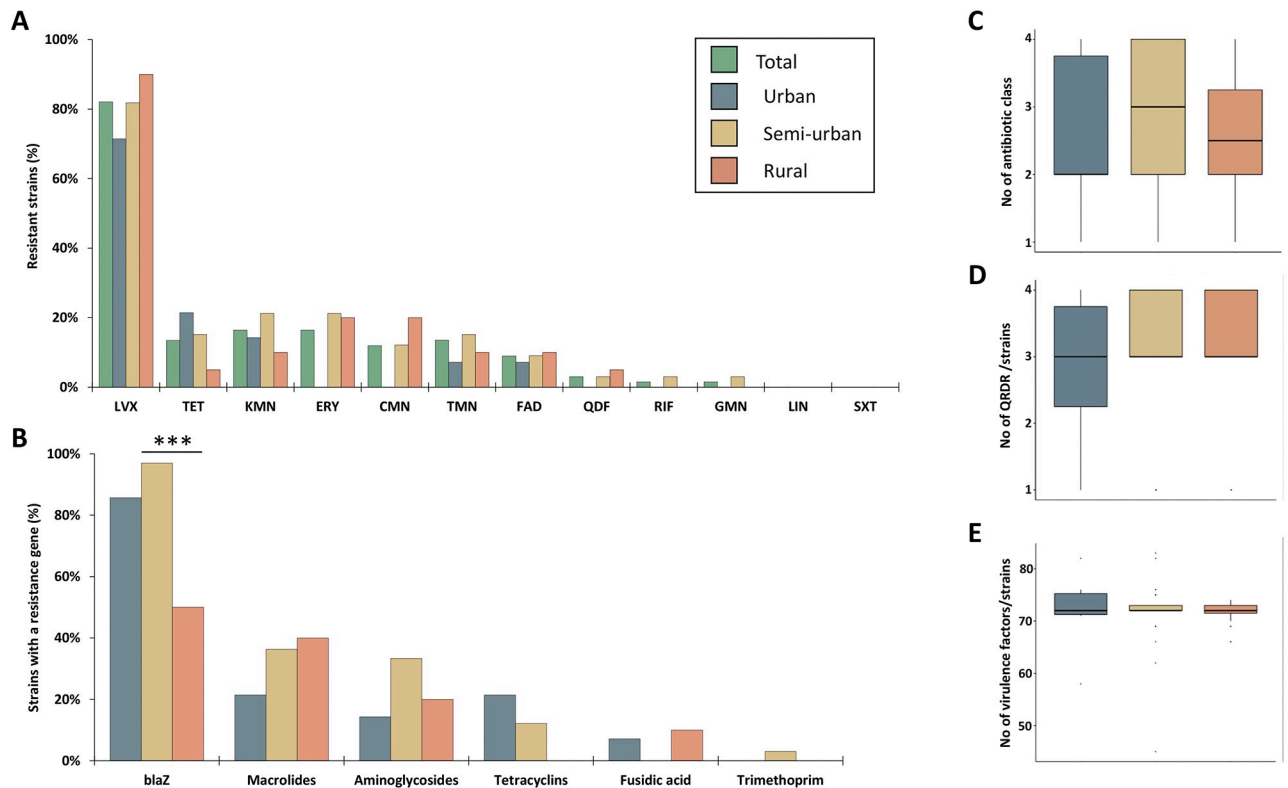 A
100%
80%
60%
40%
20%
0%
Resistant strains (%)
LVX TET KMN ERY CMN TMN FAD QDF RIF GMN LIN SXT
Total
Urban
Semi-urban
Rural
B
***
100%
80%
60%
40%
20%
0%
Strains with a resistance gene (%)
blaZ Macrolides Aminoglycosides Tetracyclins Fusidic acid Trimethoprim
C
4
3
2
1
No of antibiotic class
D
4
3
2
1
No of QRDR /strains
E
80
70
60
50
No of virulence factors/strains